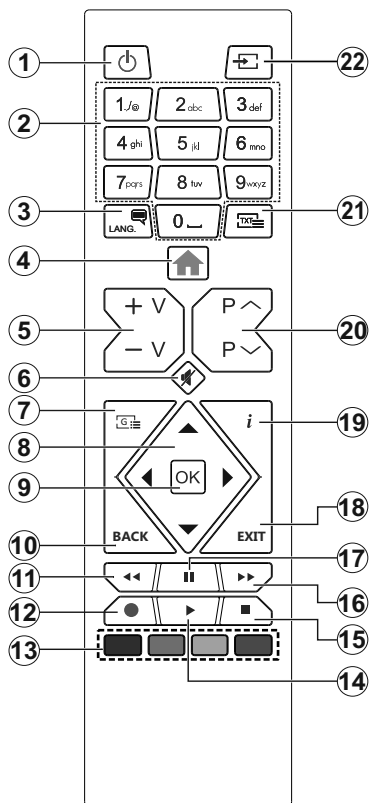 1
22
2
1./@
2abc
3def
4ghi
5jkl
6mno
7pqrs
8tuv
9wxyz
3
LANG.
0
TXT
21
4
+ V
P
5
20
- V
P
6
7
G
i
19
8
9
OK
18
BACK
EXIT
10
17
11
16
12
15
13
14